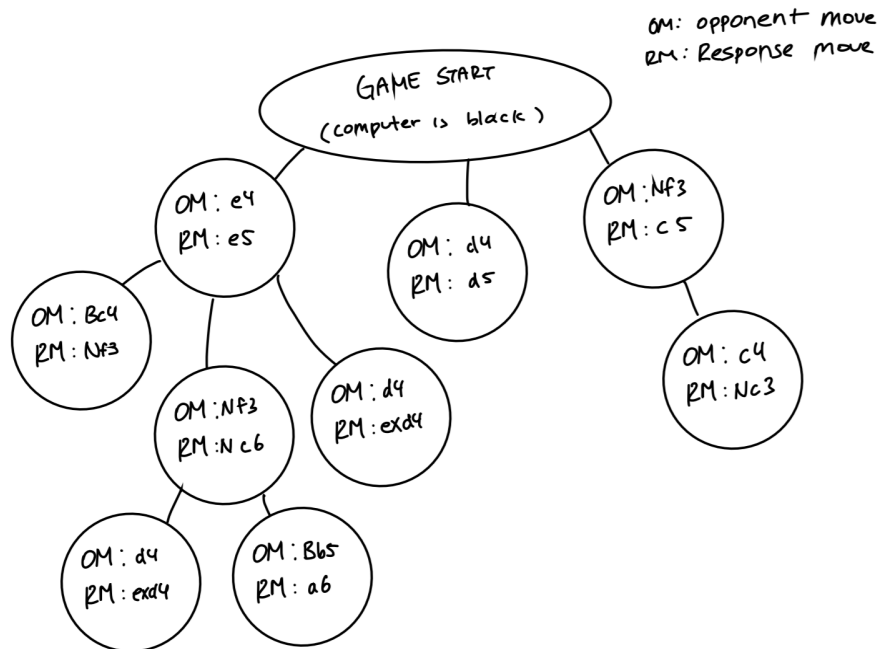 OM: opponent move
RM: Response move
GAME START
(computer is black)
OM: e4
RM: e5
OM: d4
RM: d5
OM: Nf3
RM: c5
OM: Bc4
RM: Nf3
OM: Nf3
RM: Nc6
OM: d4
RM: exd4
OM: c4
RM: Nc3
OM: d4
RM: exd4
OM: Bb5
RM: a6